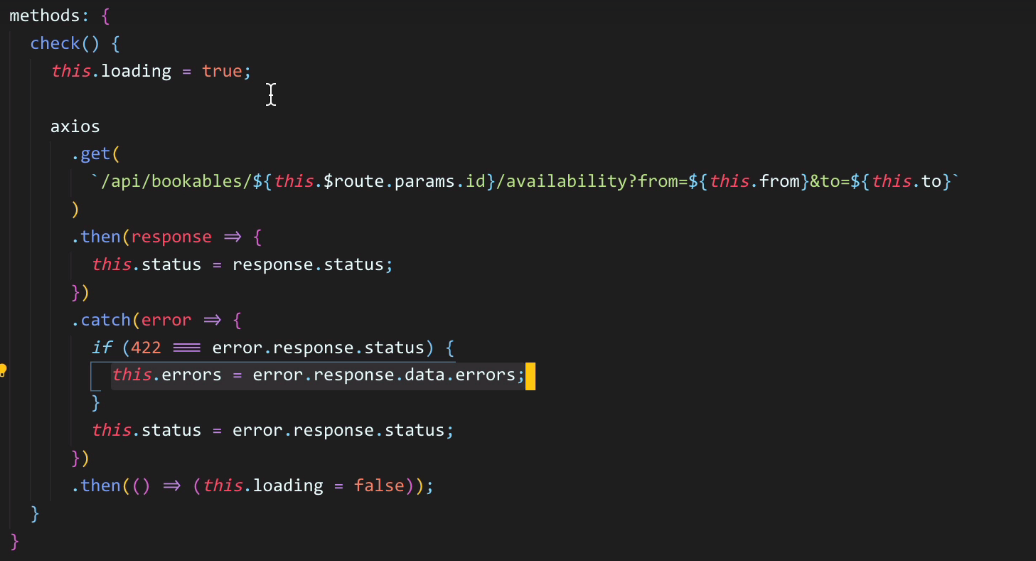 methods: {
check() {
this.loading = true;
axios
.get(
`/api/bookables/${this.$route.params.id}/availability?from=${this.from}&to=${this.to}`
)
.then(response => {
this.status = response.status;
})
.catch(error => {
if (422 === error.response.status) {
this.errors = error.response.data.errors;
}
this.status = error.response.status;
})
.then(() => (this.loading = false));
}
}